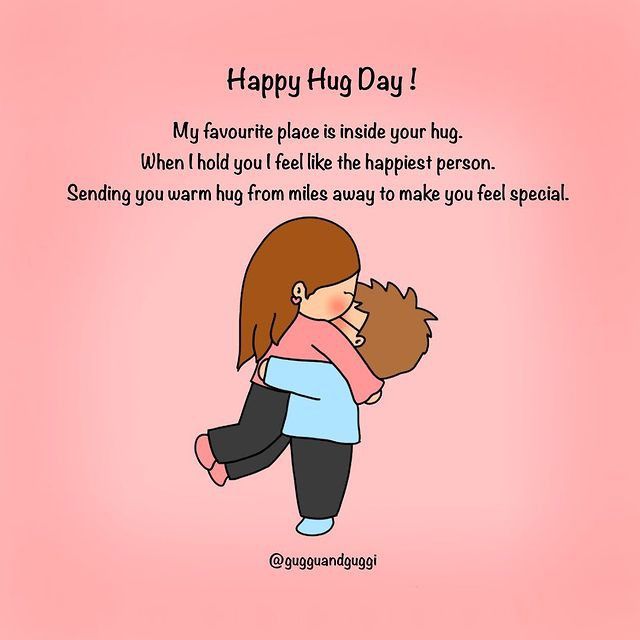 Happy Hug Day !
My favourite place is inside your hug.
When I hold you I feel like the happiest person.
Sending you warm hug from miles away to make you feel special.
@gugguandguggi